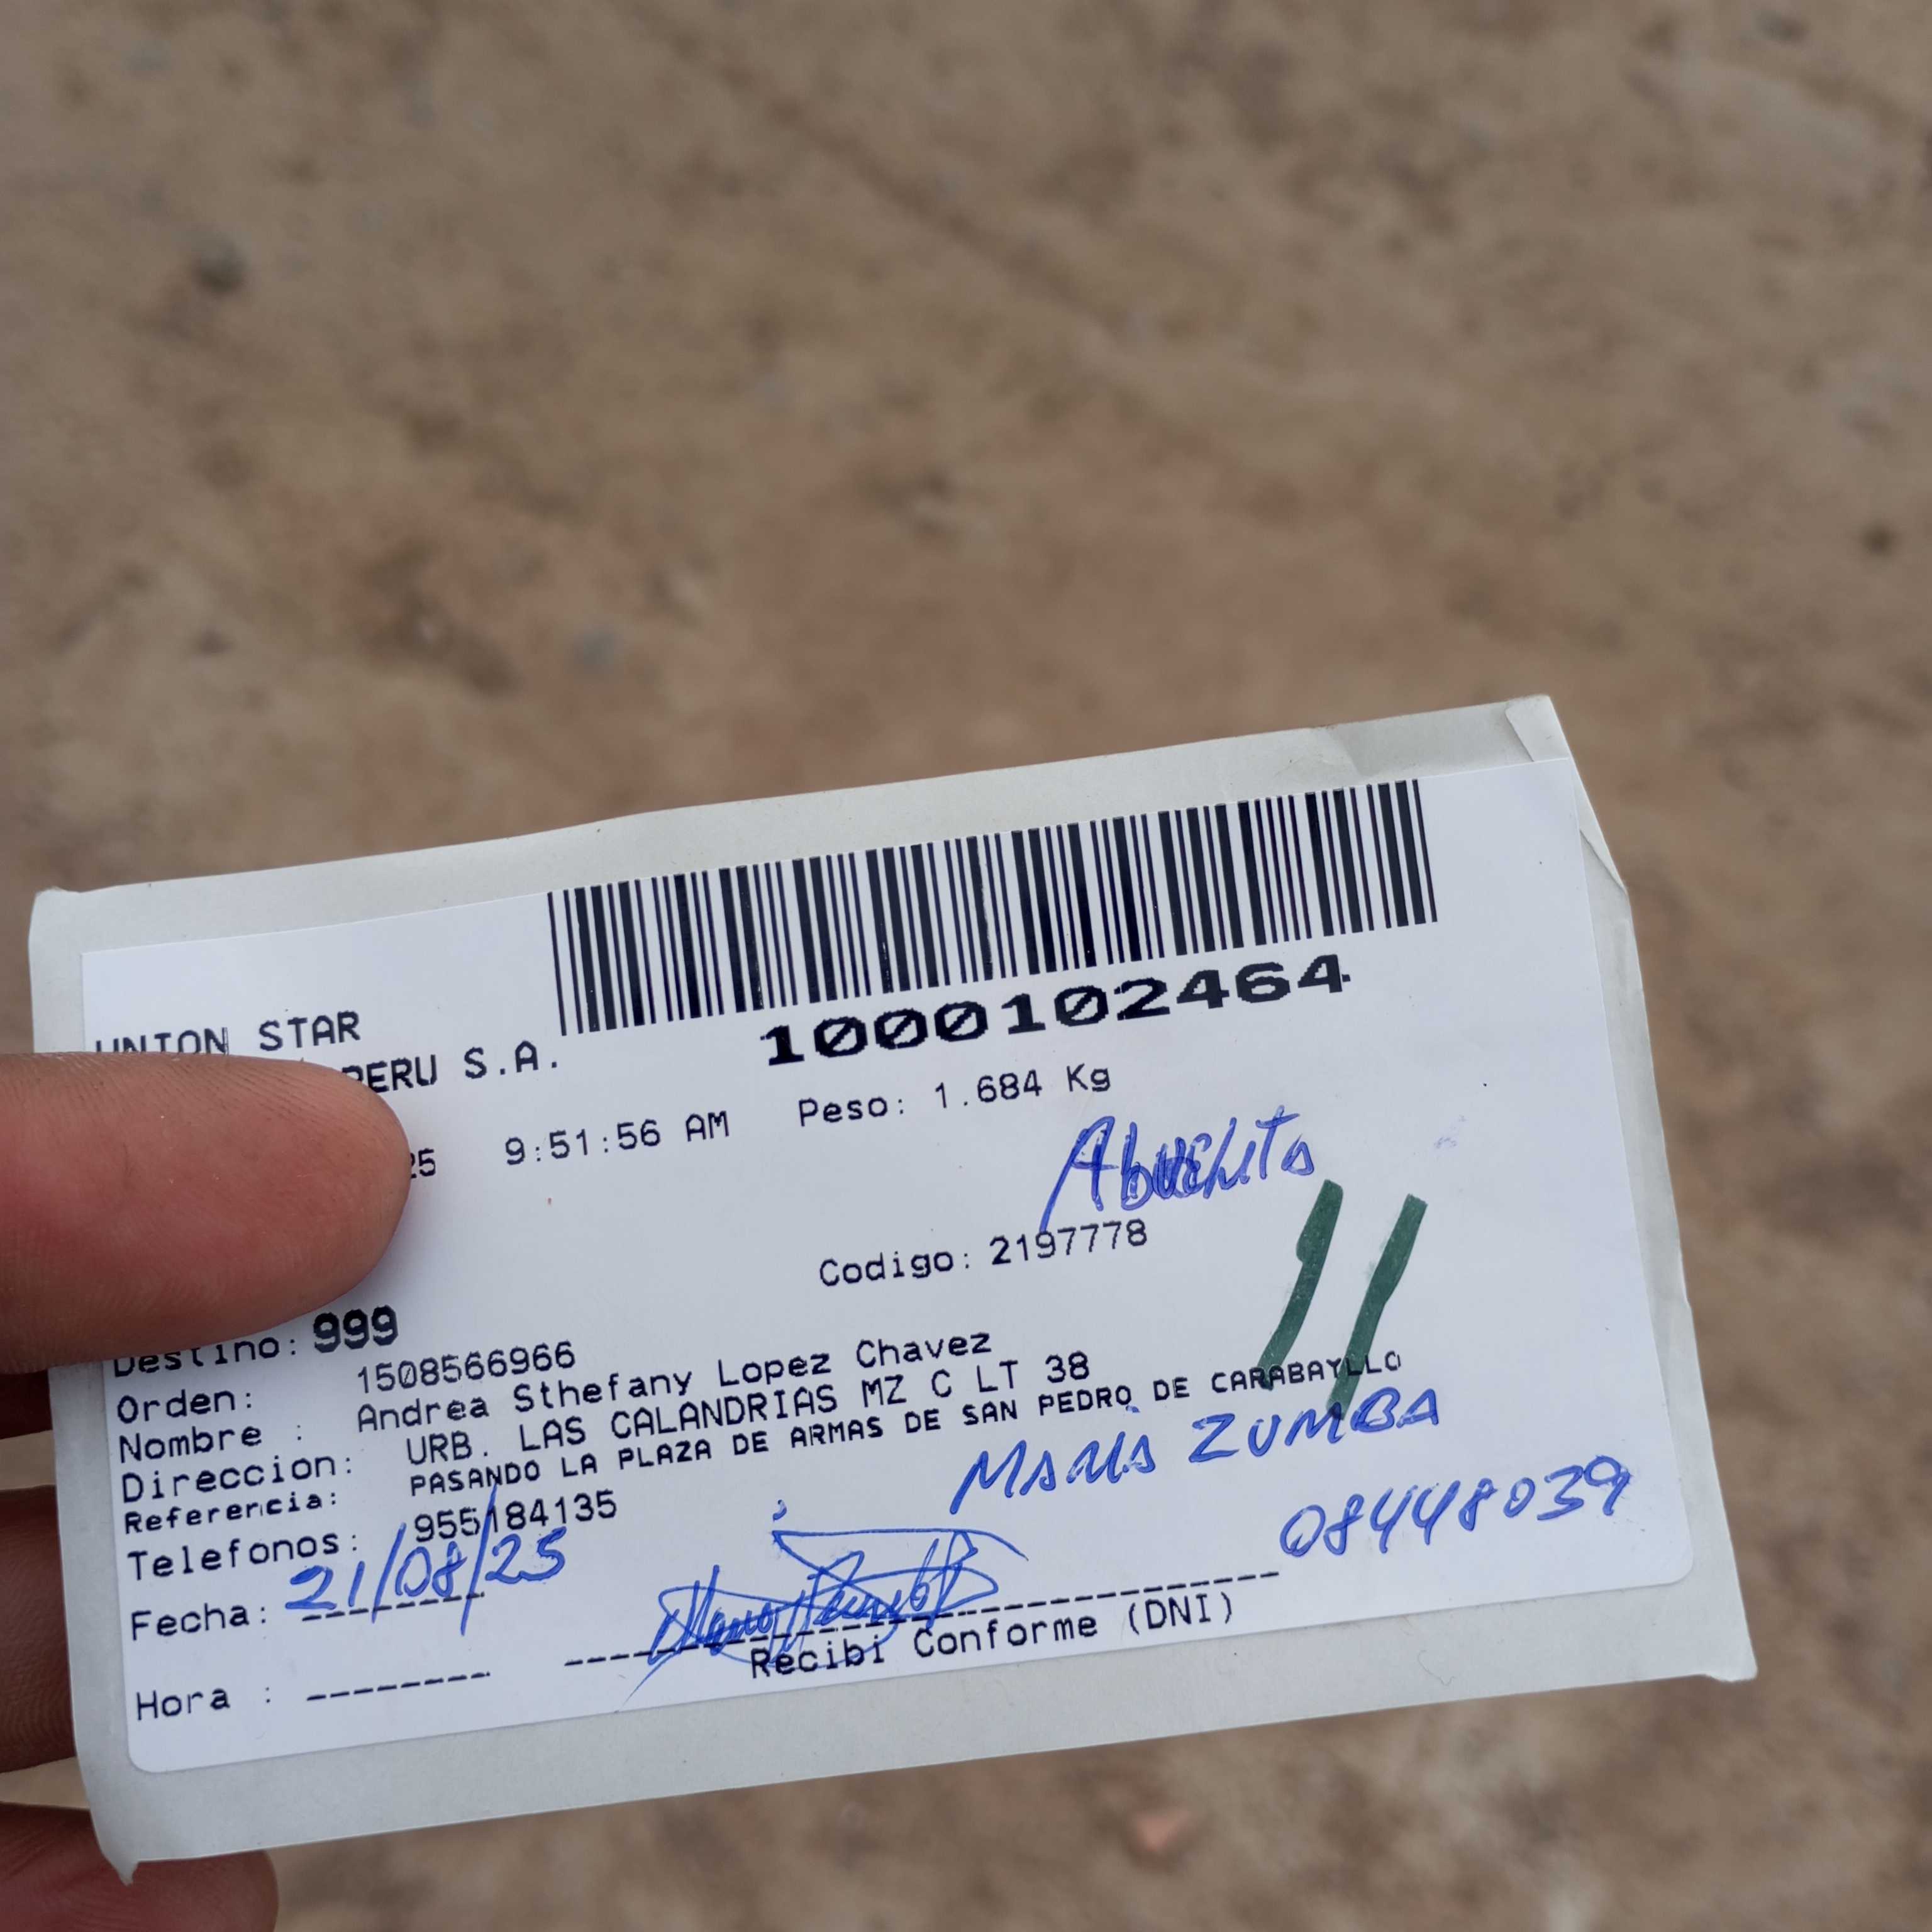 1000102464
UNION STAR
PERU S.A.
25 9:51:56 AM Peso: 1.684 Kg
Abuelita
Codigo: 2197778
11
Destino: 999
Orden: 1508566966
Nombre : Andrea Sthefany Lopez Chavez
Direccion: URB. LAS CALANDRIAS MZ C LT 38
Referencia: PASANDO LA PLAZA DE ARMAS DE SAN PEDRO DE CARABAYLLO
MARIA ZUMBA
Telefonos: 955184135
08448039
Fecha: 21/08/25
Recibi Conforme (DNI)
Hora :